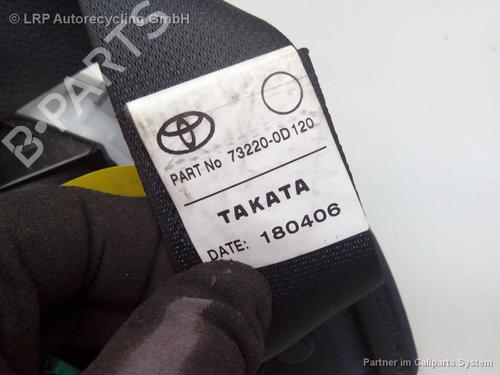 © LRP Autorecycling GmbH
B-PARTS
PART No 73220-0D120
TAKATA
DATE: 180406
Partner im Callparts System